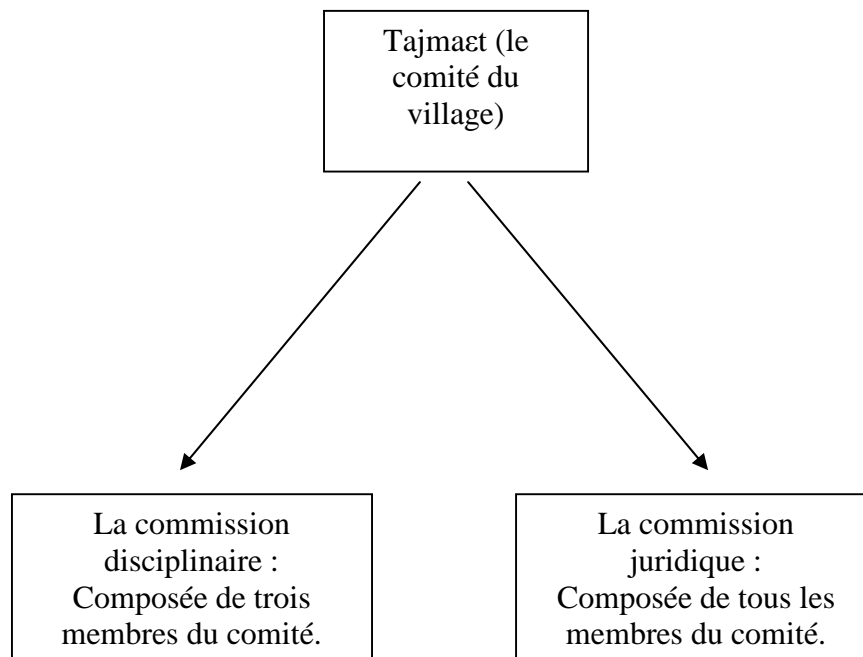 Tajmaεt (le
comité du
village)
La commission
disciplinaire :
Composée de trois
membres du comité.
La commission
juridique :
Composée de tous les
membres du comité.